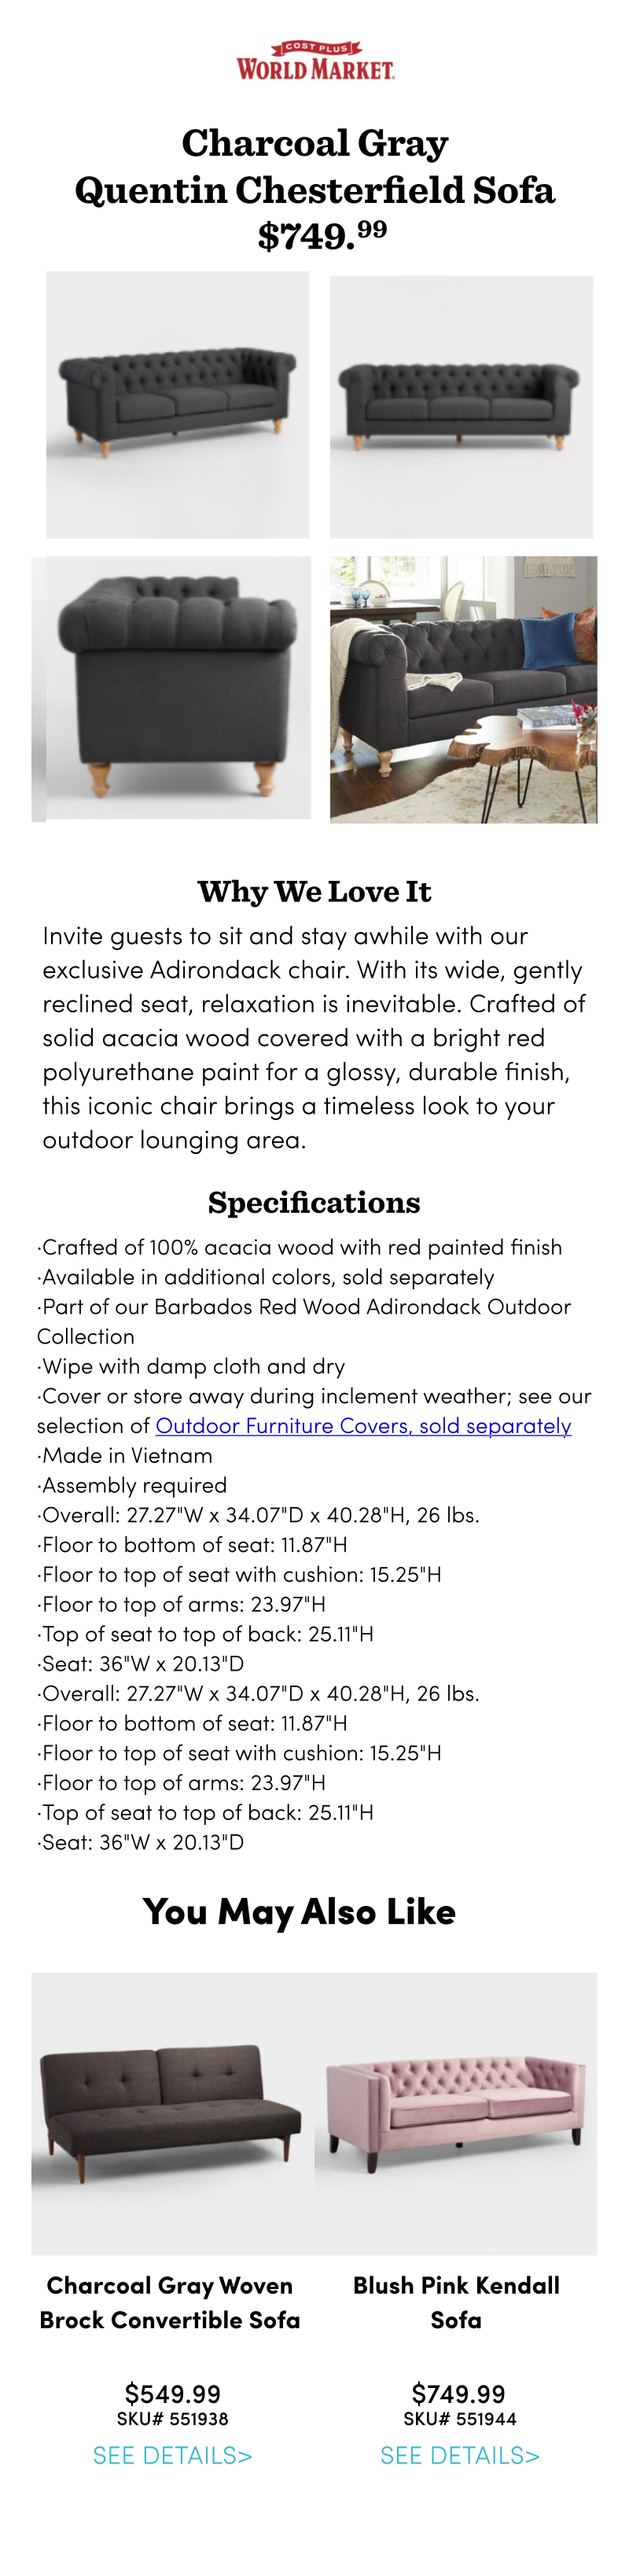 COST PLUS
WORLD MARKET.
Charcoal Gray
Quentin Chesterfield Sofa
$749.99
Why We Love It
Invite guests to sit and stay awhile with our
exclusive Adirondack chair. With its wide, gently
reclined seat, relaxation is inevitable. Crafted of
solid acacia wood covered with a bright red
polyurethane paint for a glossy, durable finish,
this iconic chair brings a timeless look to your
outdoor lounging area.
Specifications
·Crafted of 100% acacia wood with red painted finish
·Available in additional colors, sold separately
·Part of our Barbados Red Wood Adirondack Outdoor
Collection
·Wipe with damp cloth and dry
·Cover or store away during inclement weather; see our
selection of Outdoor Furniture Covers, sold separately
·Made in Vietnam
·Assembly required
·Overall: 27.27"W x 34.07"D x 40.28"H, 26 lbs.
·Floor to bottom of seat: 11.87"H
·Floor to top of seat with cushion: 15.25"H
·Floor to top of arms: 23.97"H
·Top of seat to top of back: 25.11"H
·Seat: 36"W x 20.13"D
·Overall: 27.27"W x 34.07"D x 40.28"H, 26 lbs.
·Floor to bottom of seat: 11.87"H
·Floor to top of seat with cushion: 15.25"H
·Floor to top of arms: 23.97"H
·Top of seat to top of back: 25.11"H
·Seat: 36"W x 20.13"D
You May Also Like
Charcoal Gray Woven
Brock Convertible Sofa
$549.99
SKU# 551938
SEE DETAILS>
Blush Pink Kendall
Sofa
$749.99
SKU# 551944
SEE DETAILS>